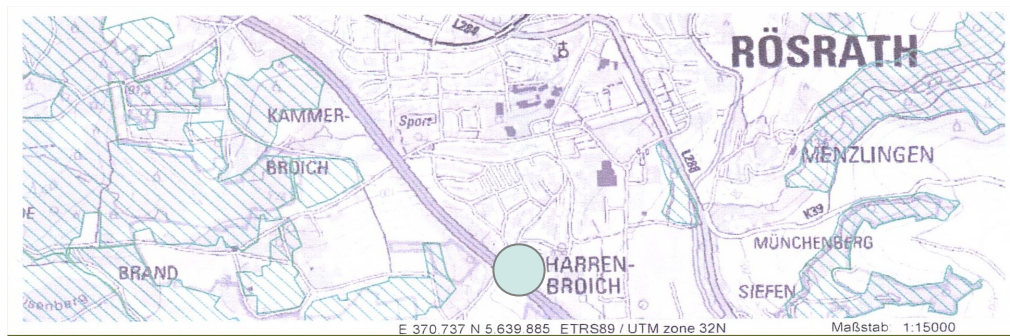 L284
RÖSRATH
KAMMER-
BROICH
Sport
L288
MENZLINGEN
K39
MÜNCHENBERG
SIEFEN
HARREN-
BROICH
BRAND
E 370 737 N 5 639 885 ETRS89 / UTM zone 32N
Maßstab: 1:15000